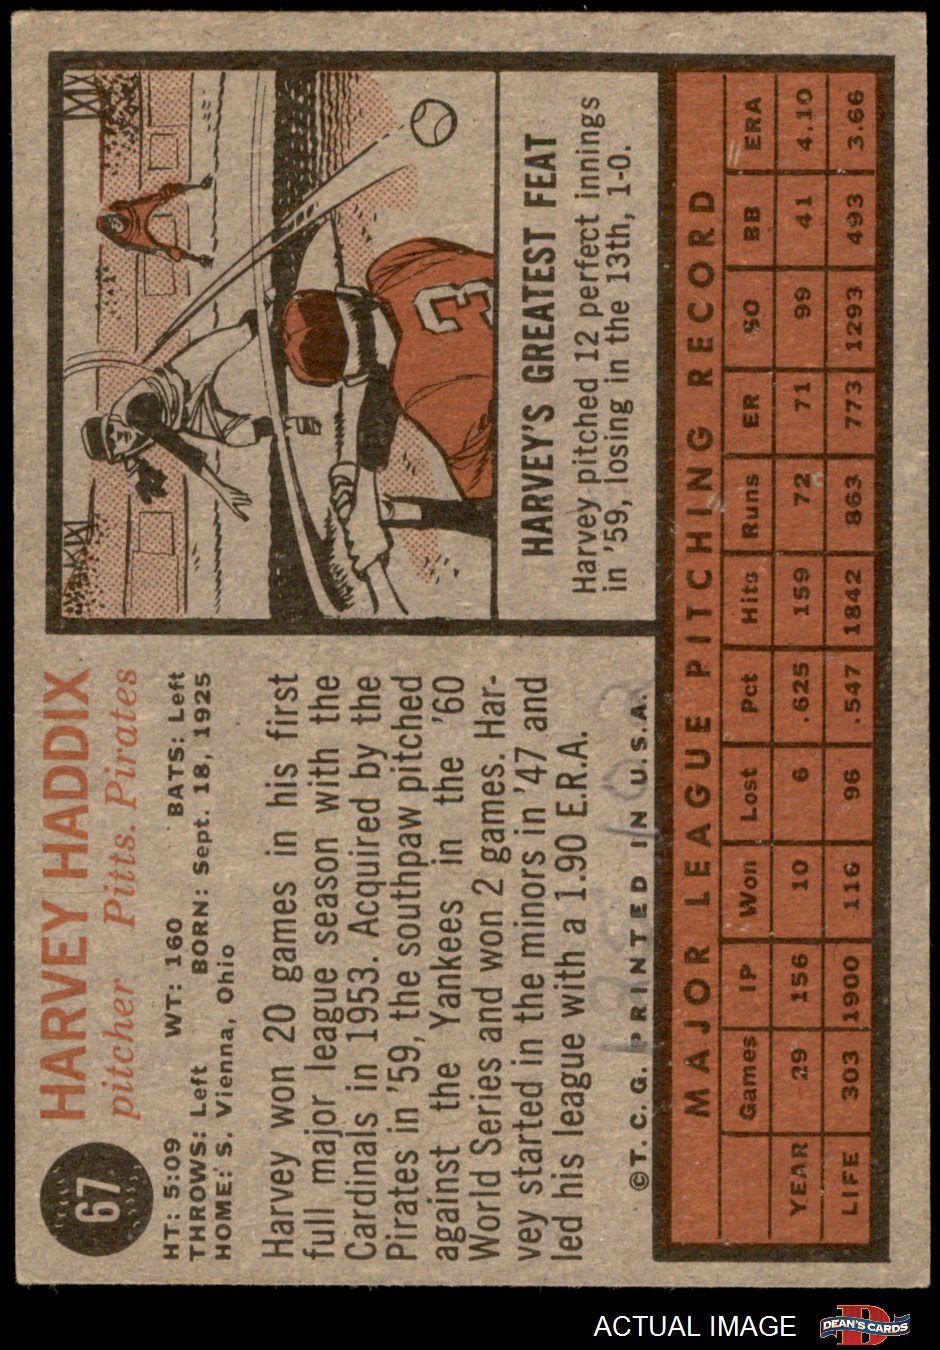 67
HARVEY HADDIX
pitcher Pitts. Pirates
HT: 5:09 WT: 160 BATS: Left
THROWS: Left BORN: Sept. 18, 1925
HOME: S. Vienna, Ohio
Harvey won 20 games in his first
full major league season with the
Cardinals in 1953. Acquired by the
Pirates in '59, the southpaw pitched
against the Yankees in the '60
World Series and won 2 games. Har-
vey started in the minors in '47 and
led his league with a 1.90 E.R.A.
©T. C. G. PRINTED IN U.S.A.
3
HARVEY'S GREATEST FEAT
Harvey pitched 12 perfect innings
in '59, losing in the 13th, 1-0.
MAJOR LEAGUE PITCHING RECORD
Games IP Won Lost Pct Hits Runs ER SO BB ERA
YEAR 29 156 10 6 .625 159 72 71 99 41 4.10
LIFE 303 1900 116 96 .547 1842 863 773 1293 493 3.66
ACTUAL IMAGE
DEAN'S CARDS